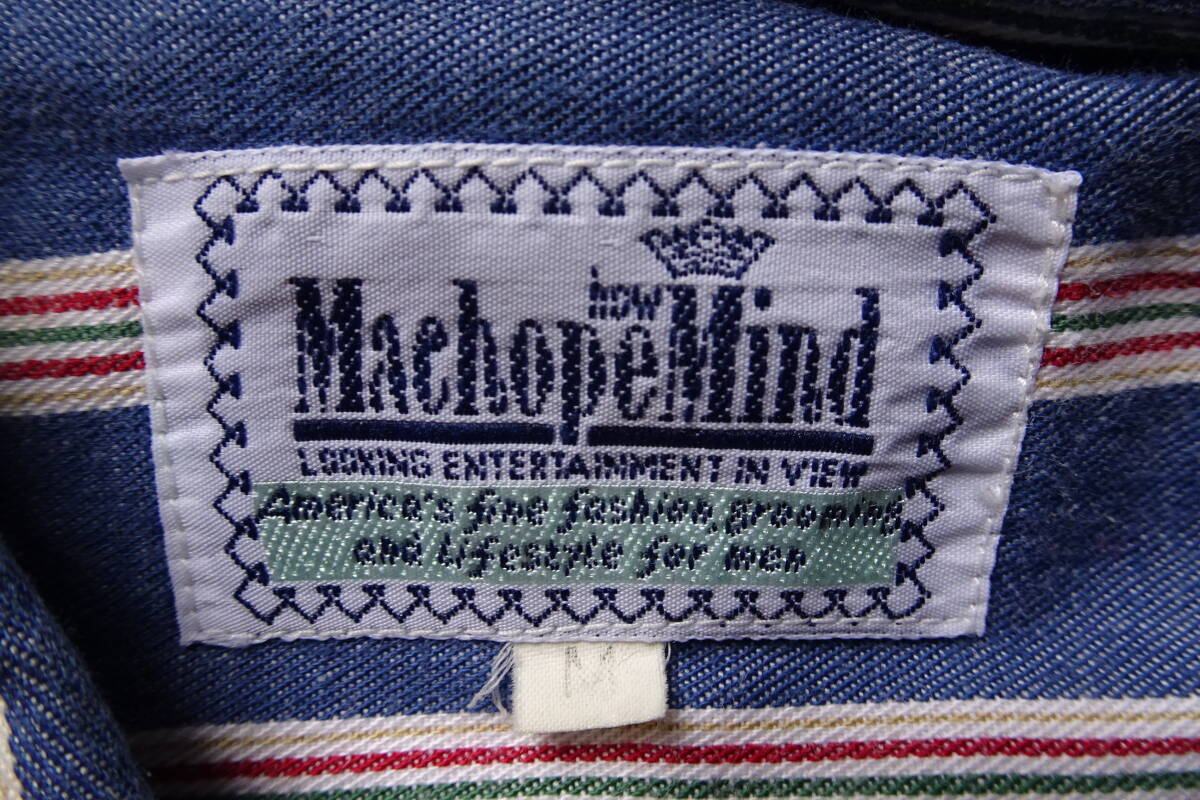 how
MachopeMind
LOOKING ENTERTAINMENT IN VIEW
America's fine fashion, grooming
and Lifestyle for men
M